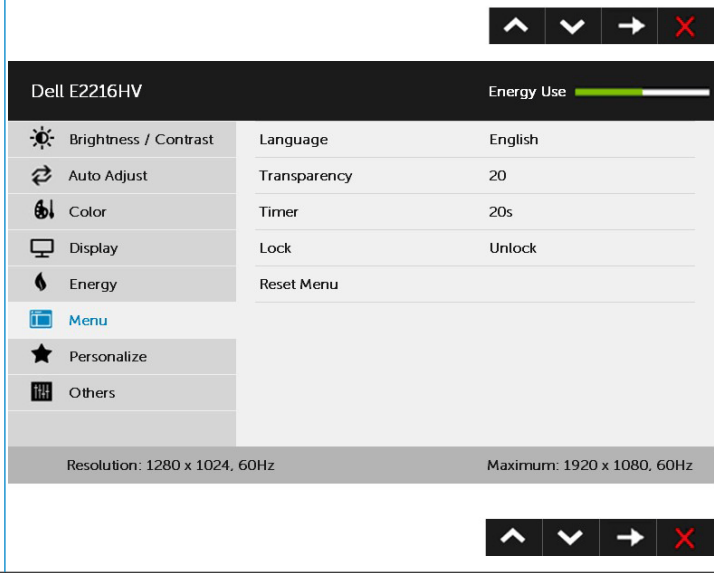 Dell E2216HV
Energy Use
Brightness / Contrast
Auto Adjust
Color
Display
Energy
Menu
Personalize
Others
Language English
Transparency 20
Timer 20s
Lock Unlock
Reset Menu
Resolution: 1280 x 1024, 60Hz
Maximum: 1920 x 1080, 60Hz